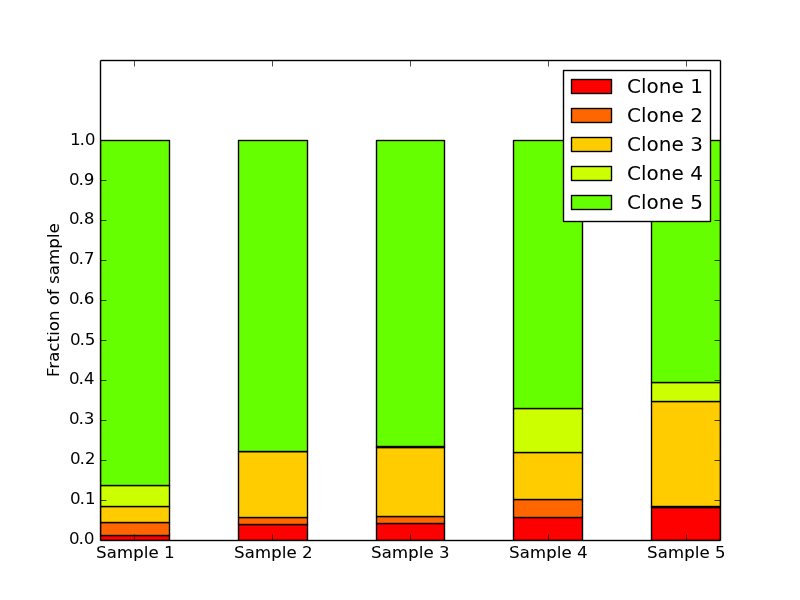 Clone 1
Clone 2
Clone 3
Clone 4
Clone 5
1.0
0.9
0.8
0.7
0.6
0.5
0.4
0.3
0.2
0.1
0.0
Fraction of sample
Sample 1
Sample 2
Sample 3
Sample 4
Sample 5